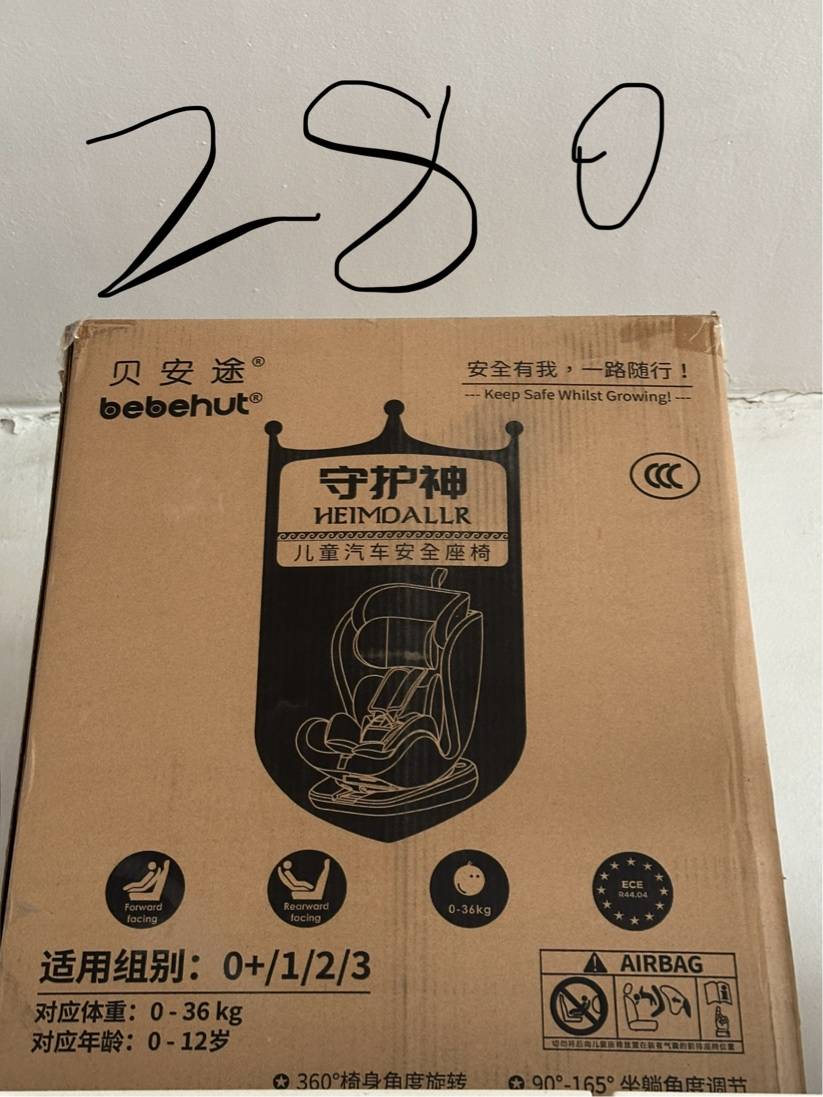 280
贝安途®
bebehut®
安全有我，一路随行！
--- Keep Safe Whilst Growing! ---
守护神
HEIMDALLR
儿童汽车安全座椅
CCC
Forward
facing
Rearward
facing
0-36kg
ECE
R44.04
适用组别：0+/1/2/3
对应体重：0 - 36 kg
对应年龄：0 - 12岁
AIRBAG
✪ 360°椅身角度旋转
✪ 90°-165° 坐躺角度调节